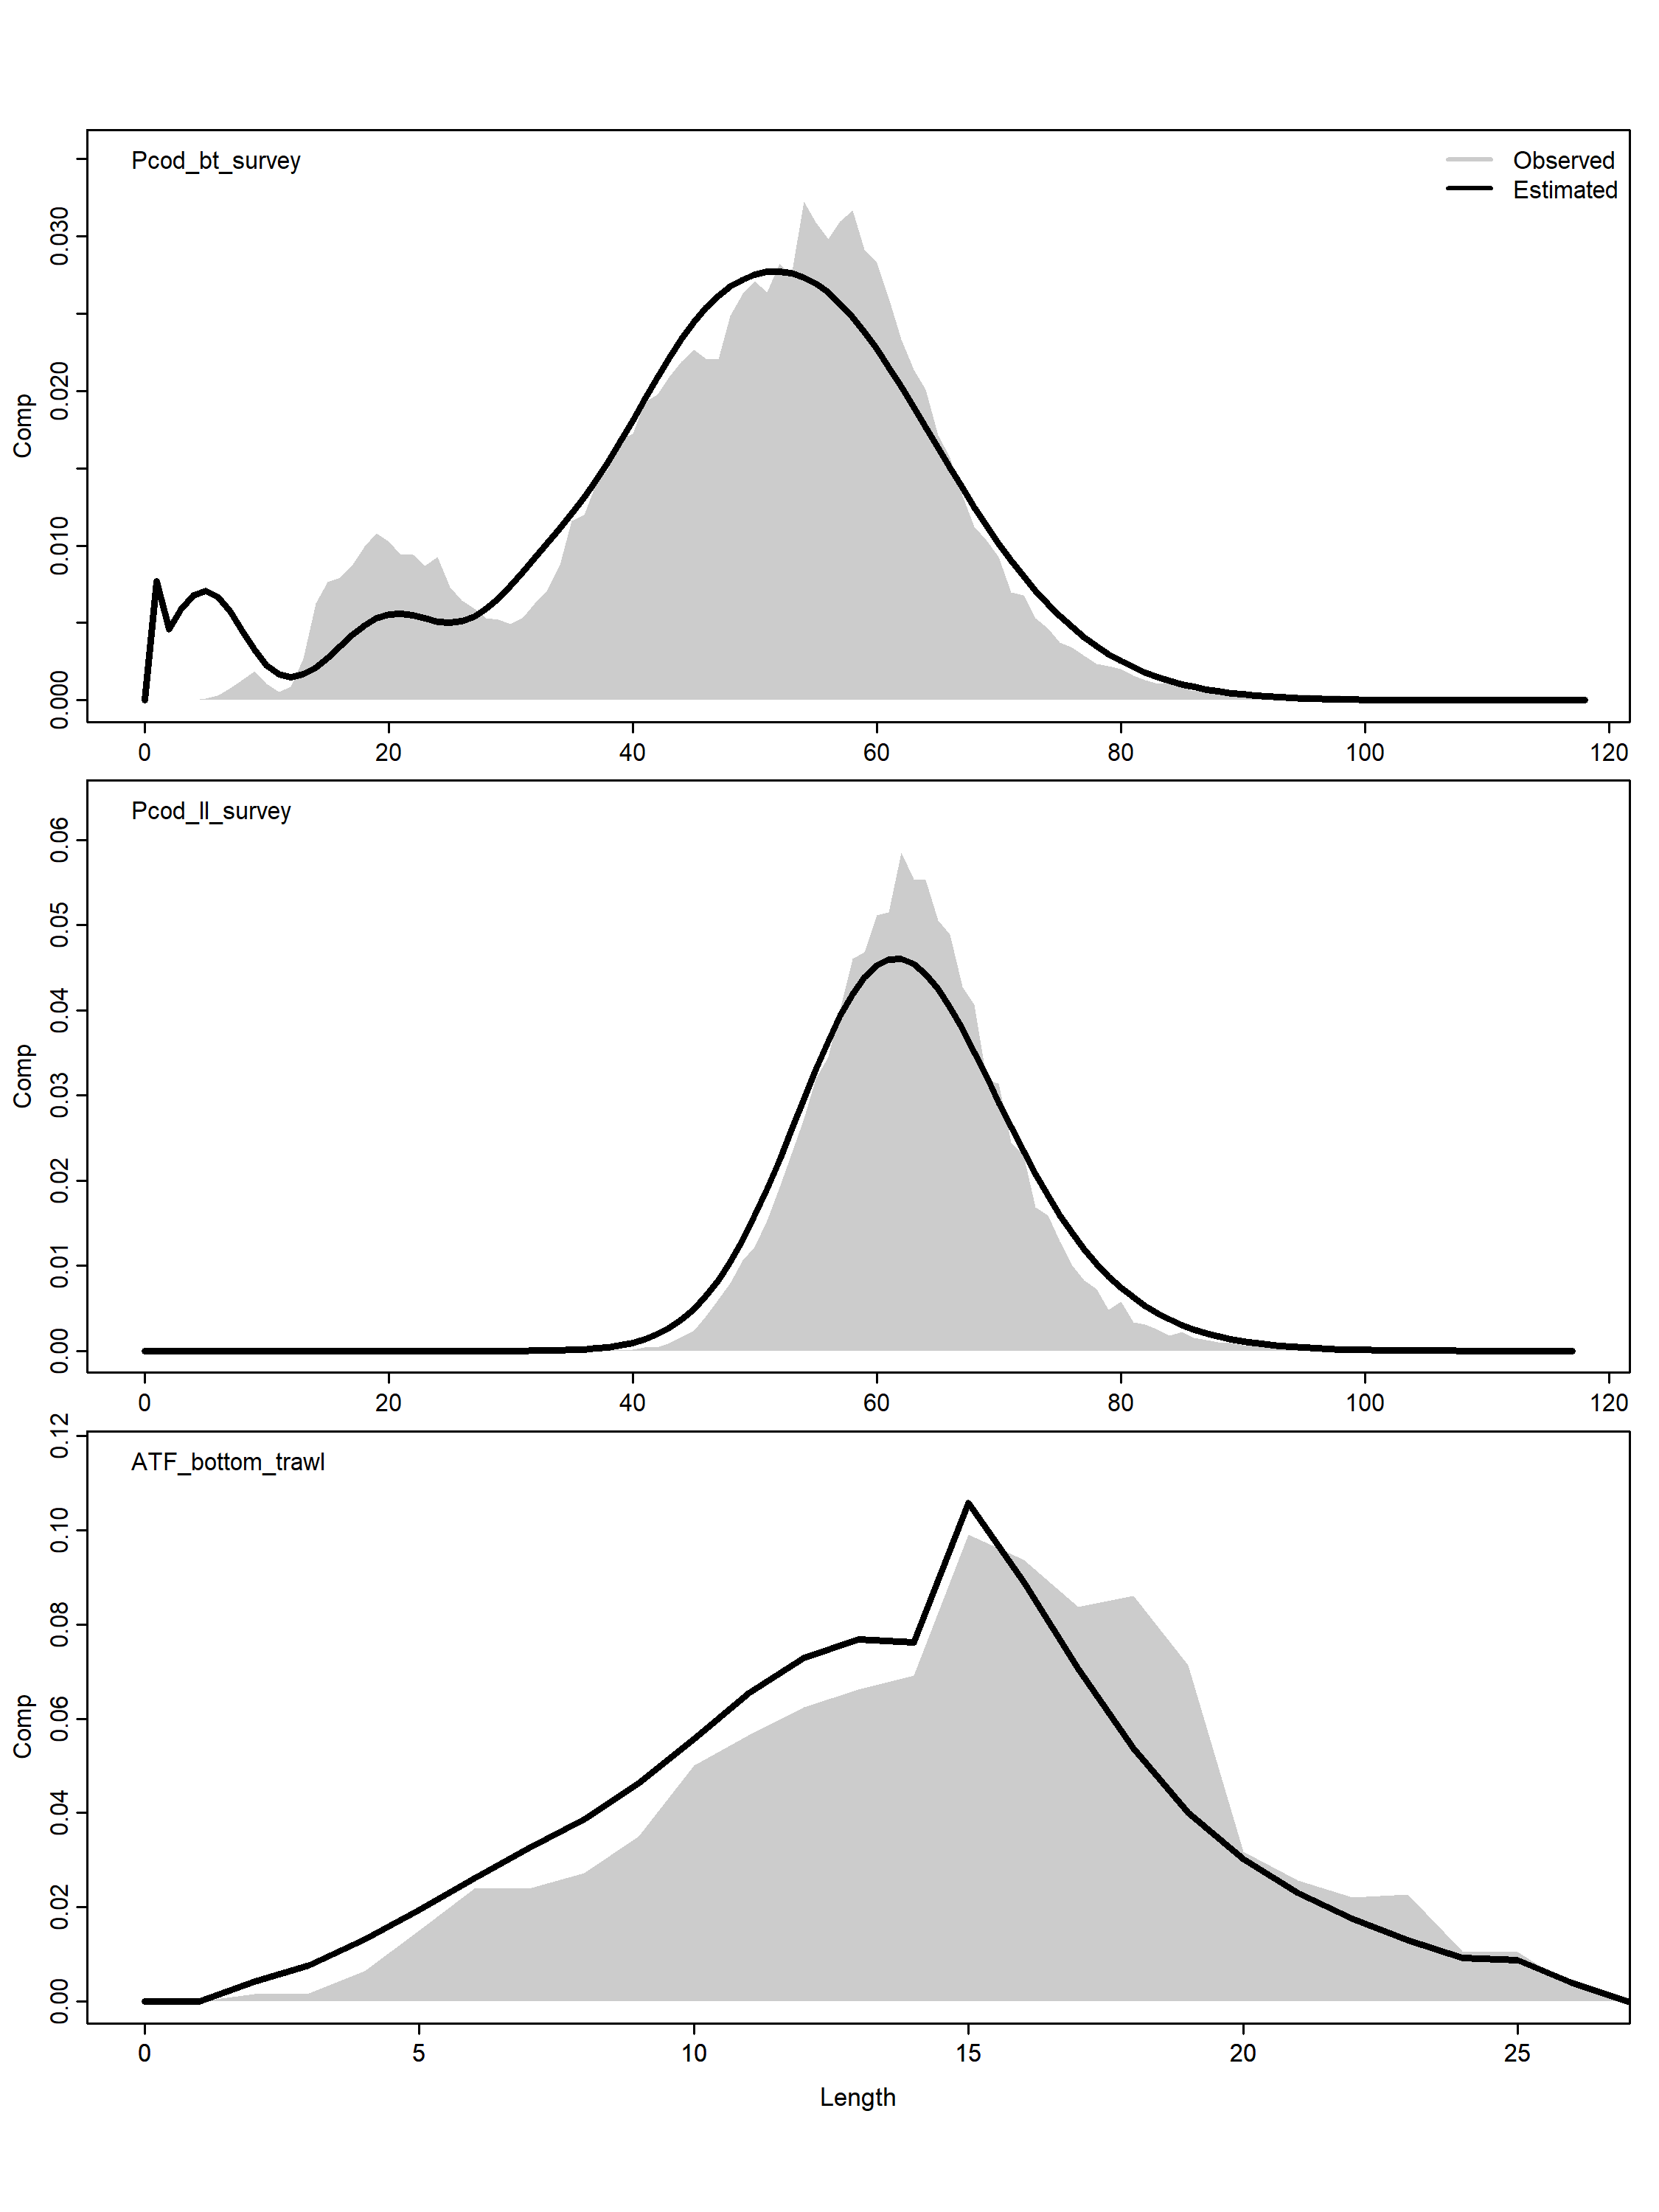 Pcod_bt_survey
Observed
Estimated
Comp
0.000 0.010 0.020 0.030
0 20 40 60 80 100 120
Pcod_ll_survey
Comp
0.00 0.01 0.02 0.03 0.04 0.05 0.06
0 20 40 60 80 100 120
ATF_bottom_trawl
Comp
0.00 0.02 0.04 0.06 0.08 0.10 0.12
0 5 10 15 20 25
Length